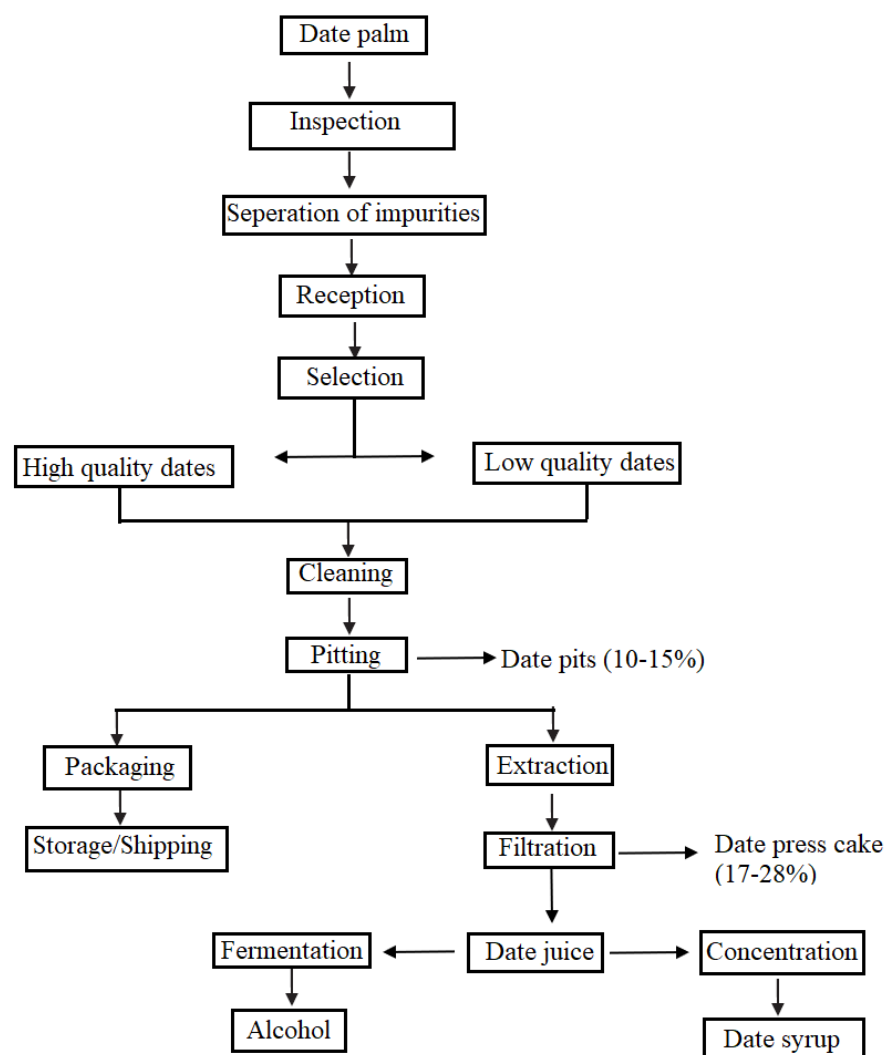 Date palm
Inspection
Seperation of impurities
Reception
Selection
High quality dates
Low quality dates
Cleaning
Pitting
Date pits (10-15%)
Packaging
Extraction
Storage/Shipping
Filtration
Date press cake
(17-28%)
Fermentation
Date juice
Concentration
Alcohol
Date syrup